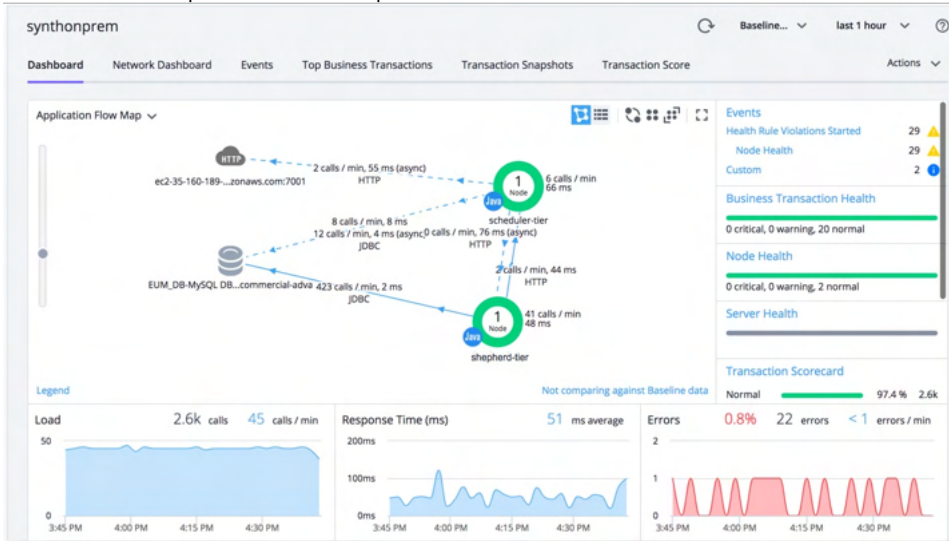 synthonprem
Baseline...
last 1 hour
Dashboard
Network Dashboard
Events
Top Business Transactions
Transaction Snapshots
Transaction Score
Actions
Application Flow Map
HTTP
ec2-35-160-189-...zonaws.com:7001
2 calls / min, 55 ms (async)
HTTP
1
Node
Java
6 calls / min
66 ms
scheduler-tier
8 calls / min, 8 ms
12 calls / min, 4 ms (async)
JDBC
0 calls / min, 76 ms (async)
HTTP
2 calls / min, 44 ms
HTTP
EUM_DB-MySQL DB...commercial-adva
423 calls / min, 2 ms
JDBC
1
Node
Java
41 calls / min
48 ms
shepherd-tier
Legend
Not comparing against Baseline data
Events
Health Rule Violations Started 29
Node Health 29
Custom 2
Business Transaction Health
0 critical, 0 warning, 20 normal
Node Health
0 critical, 0 warning, 2 normal
Server Health
Transaction Scorecard
Normal 97.4 % 2.6k
Load 2.6k calls 45 calls / min
50
0
3:45 PM 4:00 PM 4:15 PM 4:30 PM
Response Time (ms) 51 ms average
200ms
100ms
0ms
3:45 PM 4:00 PM 4:15 PM 4:30 PM
Errors 0.8% 22 errors < 1 errors / min
2
1
0
3:45 PM 4:00 PM 4:15 PM 4:30 PM